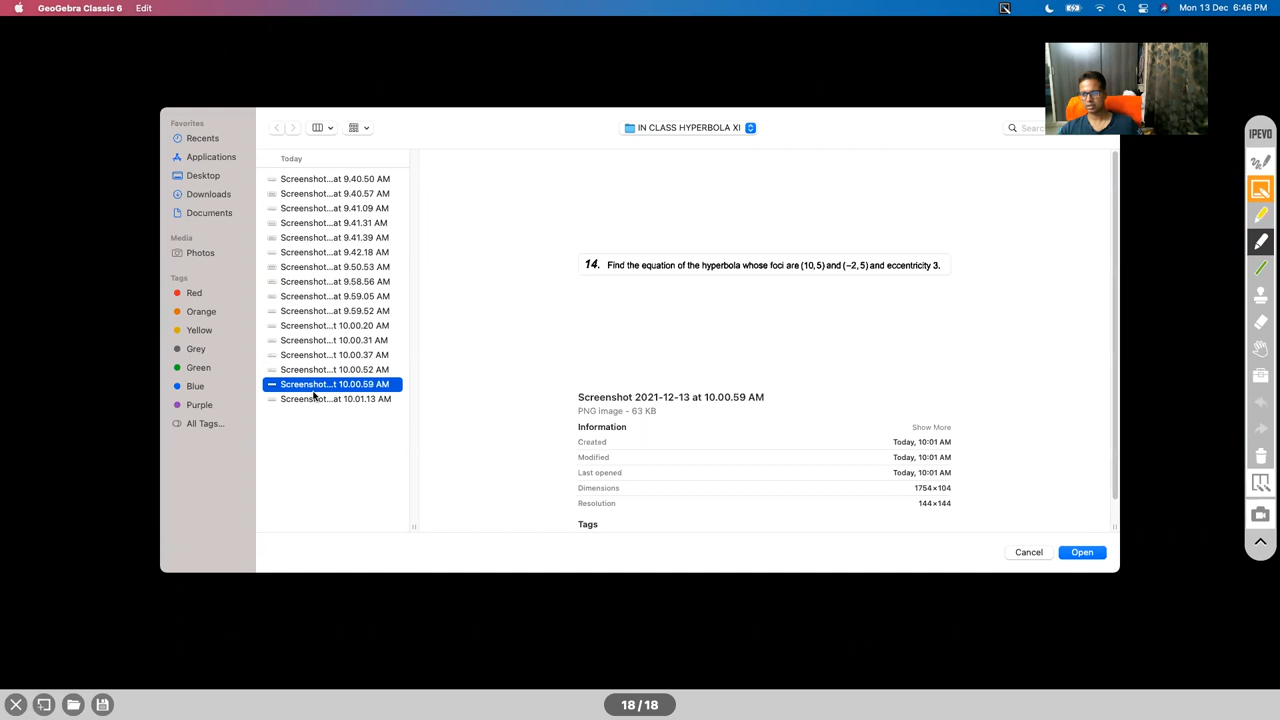 GeoGebra Classic 6 Edit Mon 13 Dec 6:46 PM
Favorites
Recents
Applications
Desktop
Downloads
Documents
Media
Photos
Tags
Red
Orange
Yellow
Grey
Green
Blue
Purple
All Tags...
IN CLASS HYPERBOLA XI
Searc
Today
Screenshot...at 9.40.50 AM
Screenshot...at 9.40.57 AM
Screenshot...at 9.41.09 AM
Screenshot...at 9.41.31 AM
Screenshot...at 9.41.39 AM
Screenshot...at 9.42.18 AM
Screenshot...at 9.50.53 AM
Screenshot...at 9.58.56 AM
Screenshot...at 9.59.05 AM
Screenshot...at 9.59.52 AM
Screenshot...t 10.00.20 AM
Screenshot...t 10.00.31 AM
Screenshot...t 10.00.37 AM
Screenshot...t 10.00.52 AM
Screenshot...t 10.00.59 AM
Screenshot...at 10.01.13 AM
14. Find the equation of the hyperbola whose foci are (10, 5) and (−2, 5) and eccentricity 3.
Screenshot 2021-12-13 at 10.00.59 AM
PNG image - 63 KB
Information Show More
Created Today, 10:01 AM
Modified Today, 10:01 AM
Last opened Today, 10:01 AM
Dimensions 1754×104
Resolution 144×144
Tags
Cancel Open
IPEVO
18 / 18